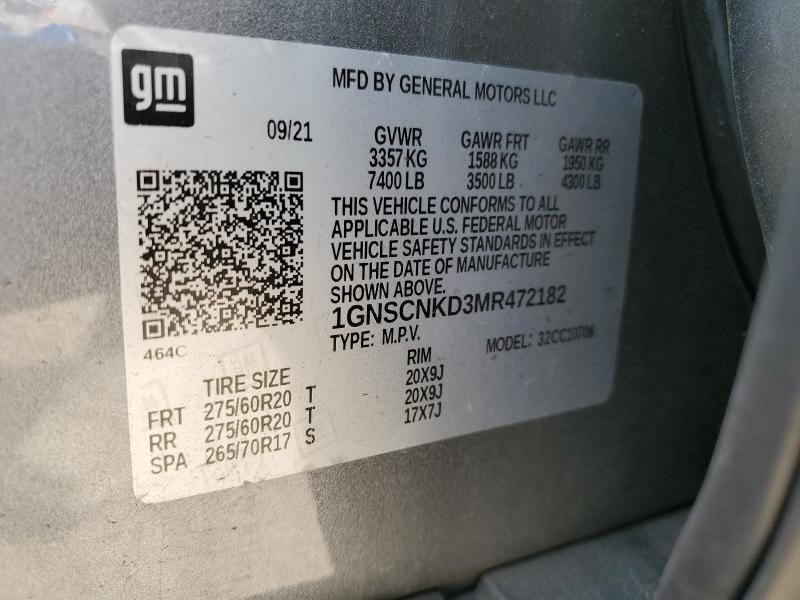 gm
MFD BY GENERAL MOTORS LLC
09/21
GVWR GAWR FRT GAWR RR
3357 KG 1588 KG 1950 KG
7400 LB 3500 LB 4300 LB
THIS VEHICLE CONFORMS TO ALL
APPLICABLE U.S. FEDERAL MOTOR
VEHICLE SAFETY STANDARDS IN EFFECT
ON THE DATE OF MANUFACTURE
SHOWN ABOVE.
1GNSCNKD3MR472182
TYPE: M.P.V. MODEL: 32CC10706
464C
TIRE SIZE RIM
FRT 275/60R20 T 20X9J
RR 275/60R20 T 20X9J
SPA 265/70R17 S 17X7J